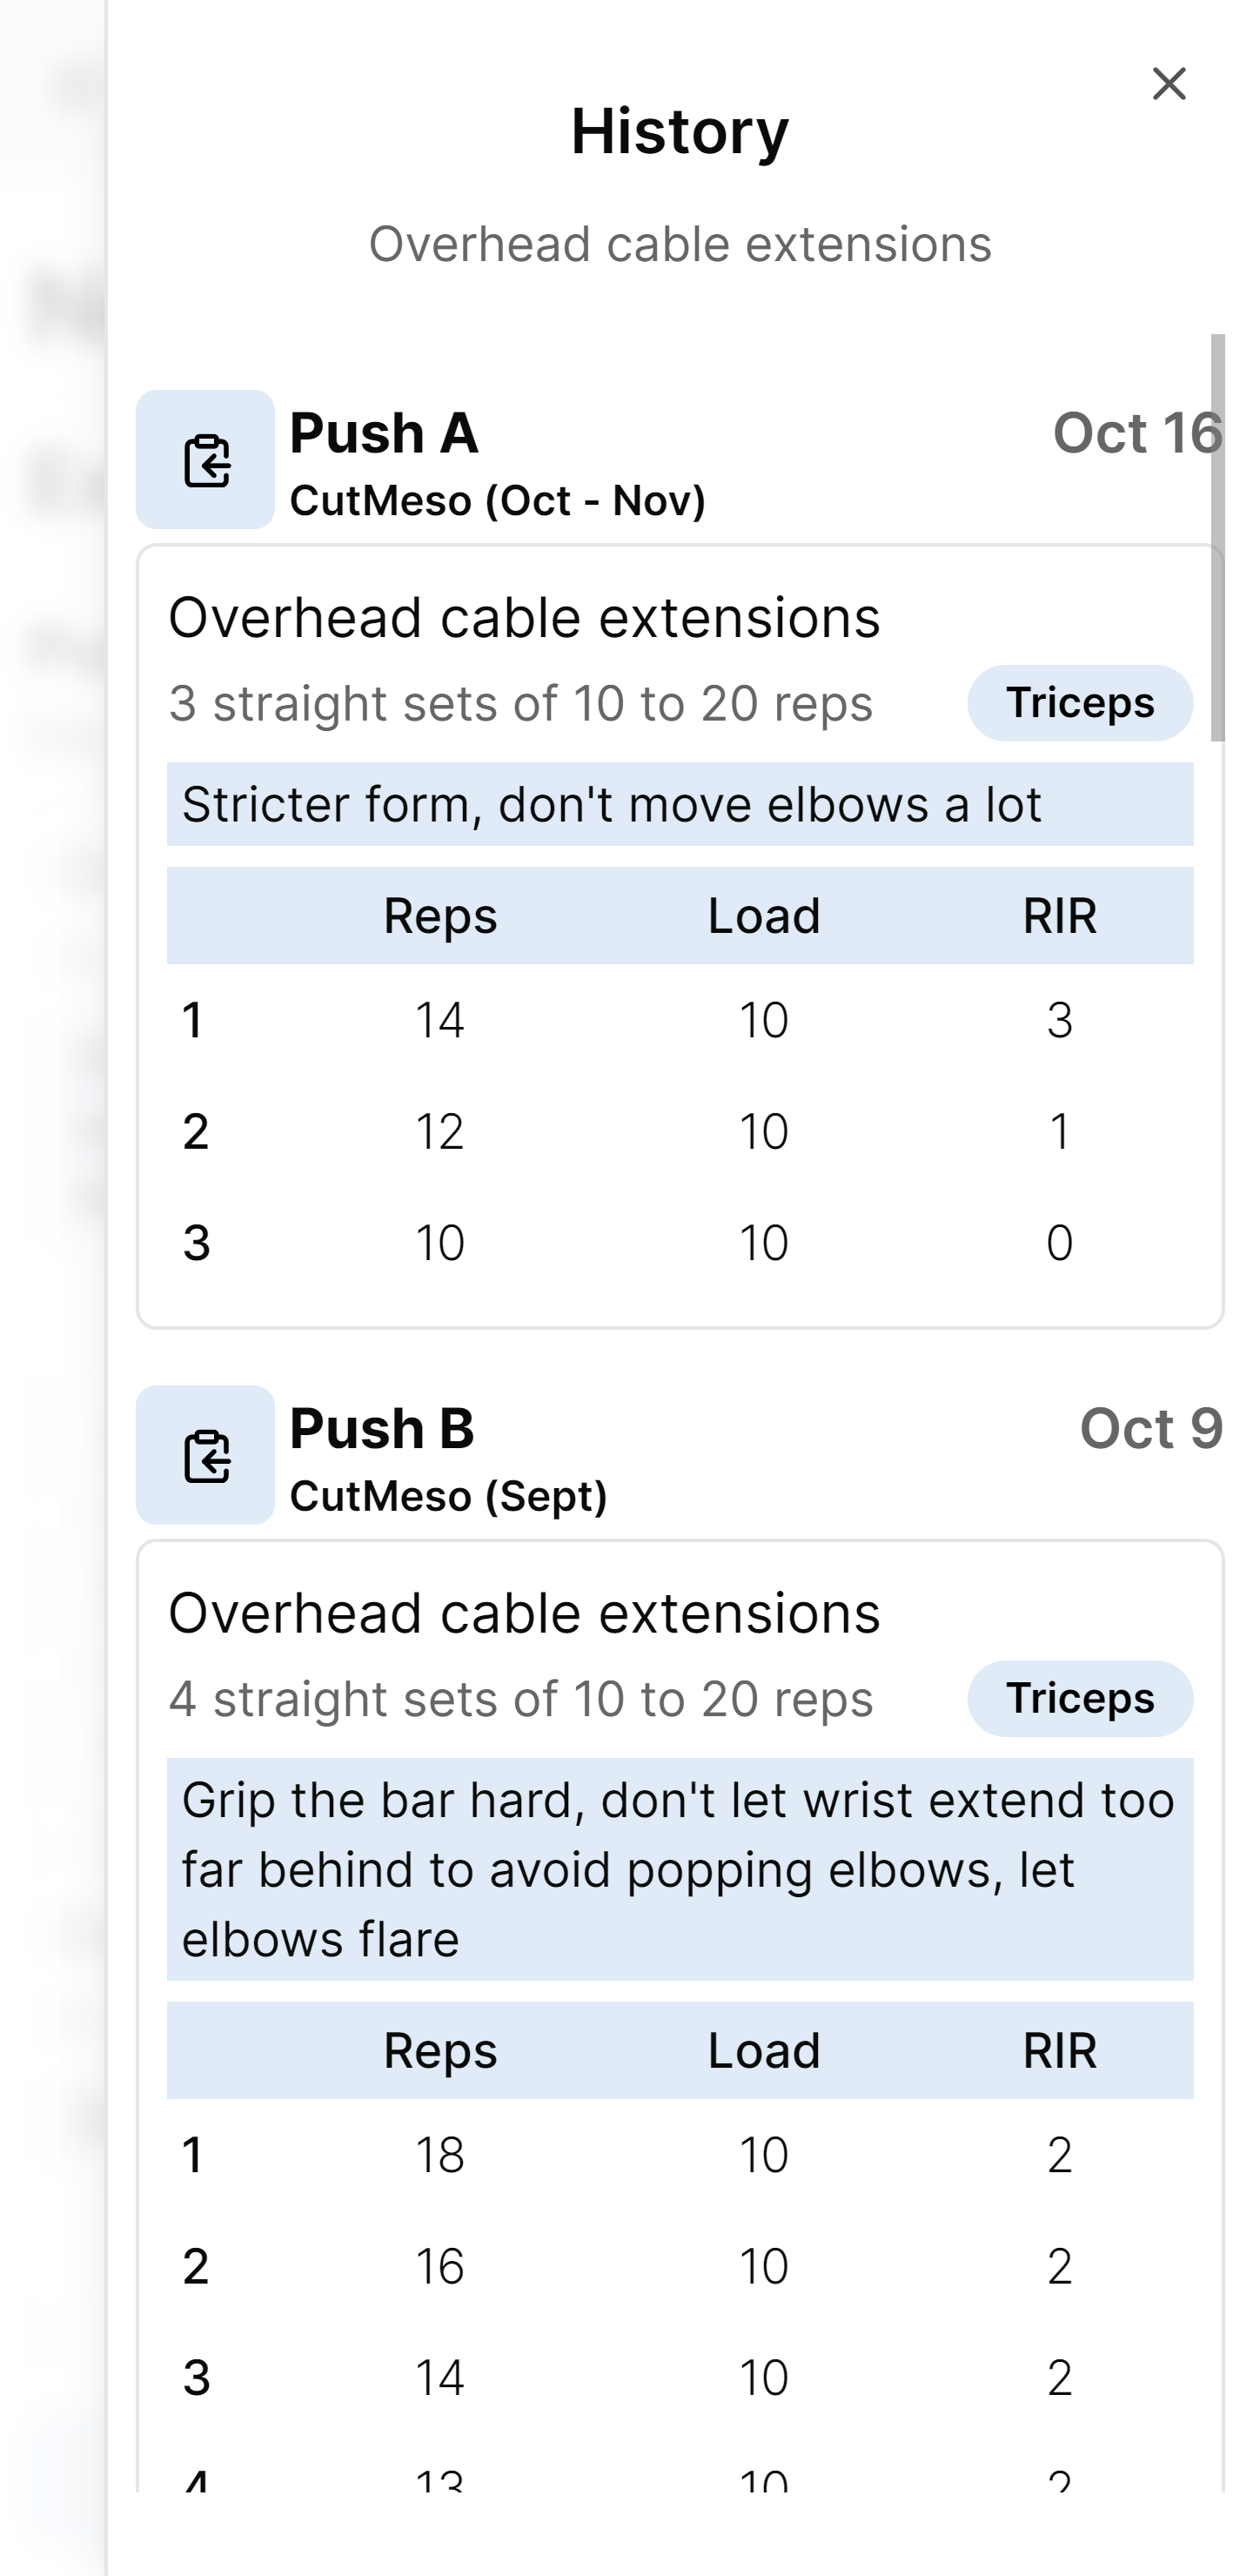 History
Overhead cable extensions
Push A
Oct 16
CutMeso (Oct - Nov)
Overhead cable extensions
3 straight sets of 10 to 20 reps
Triceps
Stricter form, don't move elbows a lot
Reps Load RIR
1 14 10 3
2 12 10 1
3 10 10 0
Push B
Oct 9
CutMeso (Sept)
Overhead cable extensions
4 straight sets of 10 to 20 reps
Triceps
Grip the bar hard, don't let wrist extend too
far behind to avoid popping elbows, let
elbows flare
Reps Load RIR
1 18 10 2
2 16 10 2
3 14 10 2
4 13 10 2